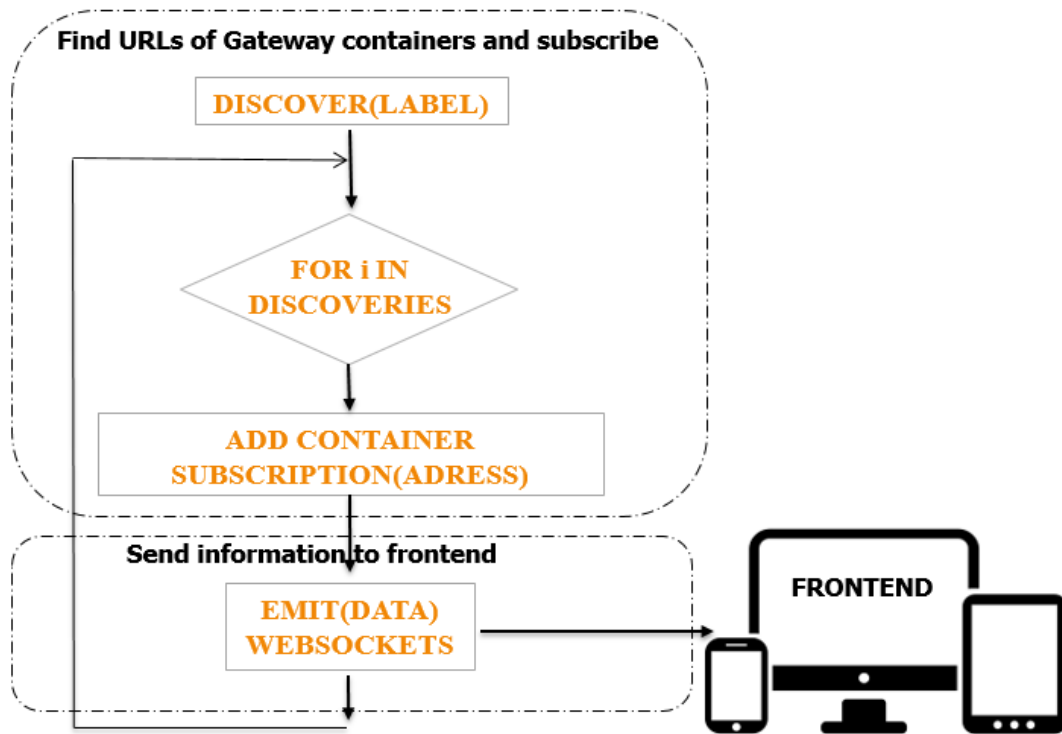 Find URLs of Gateway containers and subscribe
DISCOVER(LABEL)
FOR i IN
DISCOVERIES
ADD CONTAINER
SUBSCRIPTION(ADRESS)
Send information to frontend
EMIT(DATA)
WEBSOCKETS
FRONTEND